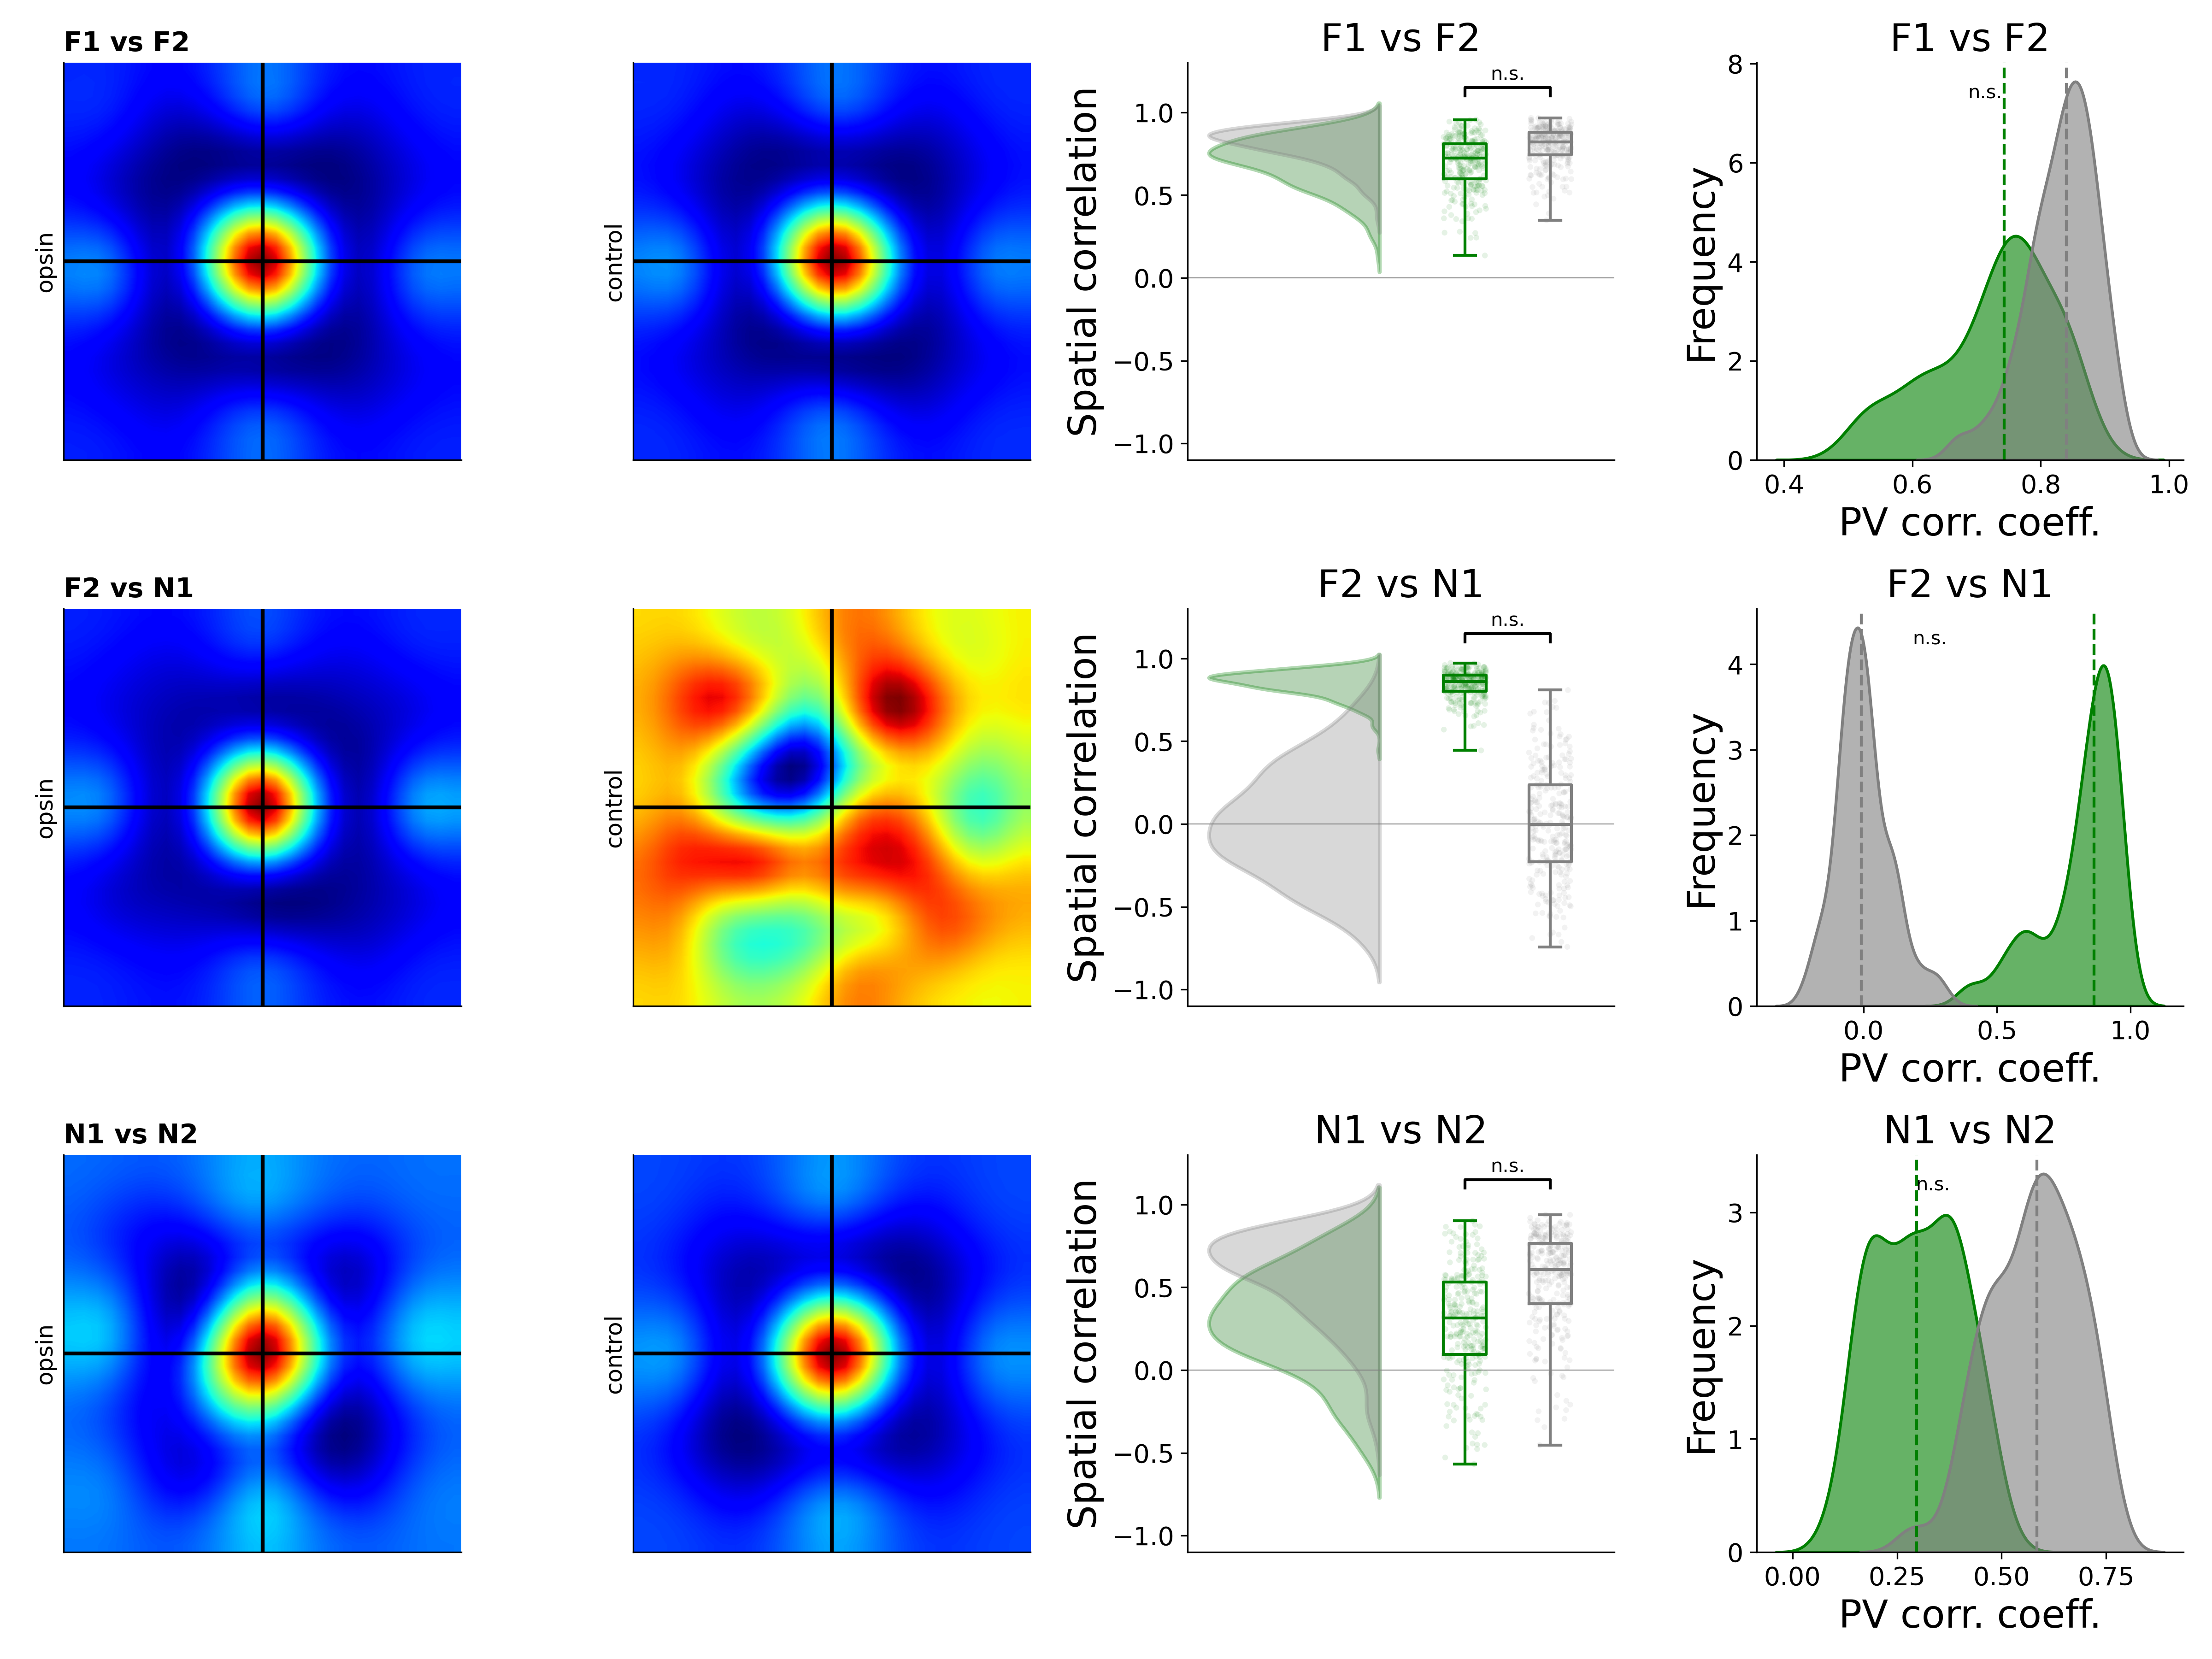 F1 vs F2
opsin
control
F1 vs F2
Spatial correlation
1.0
0.5
0.0
−0.5
−1.0
n.s.
F1 vs F2
Frequency
8
6
4
2
0
n.s.
0.4 0.6 0.8 1.0
PV corr. coeff.
F2 vs N1
opsin
control
F2 vs N1
Spatial correlation
1.0
0.5
0.0
−0.5
−1.0
n.s.
F2 vs N1
Frequency
4
3
2
1
0
n.s.
0.0 0.5 1.0
PV corr. coeff.
N1 vs N2
opsin
control
N1 vs N2
Spatial correlation
1.0
0.5
0.0
−0.5
−1.0
n.s.
N1 vs N2
Frequency
3
2
1
0
n.s.
0.00 0.25 0.50 0.75
PV corr. coeff.